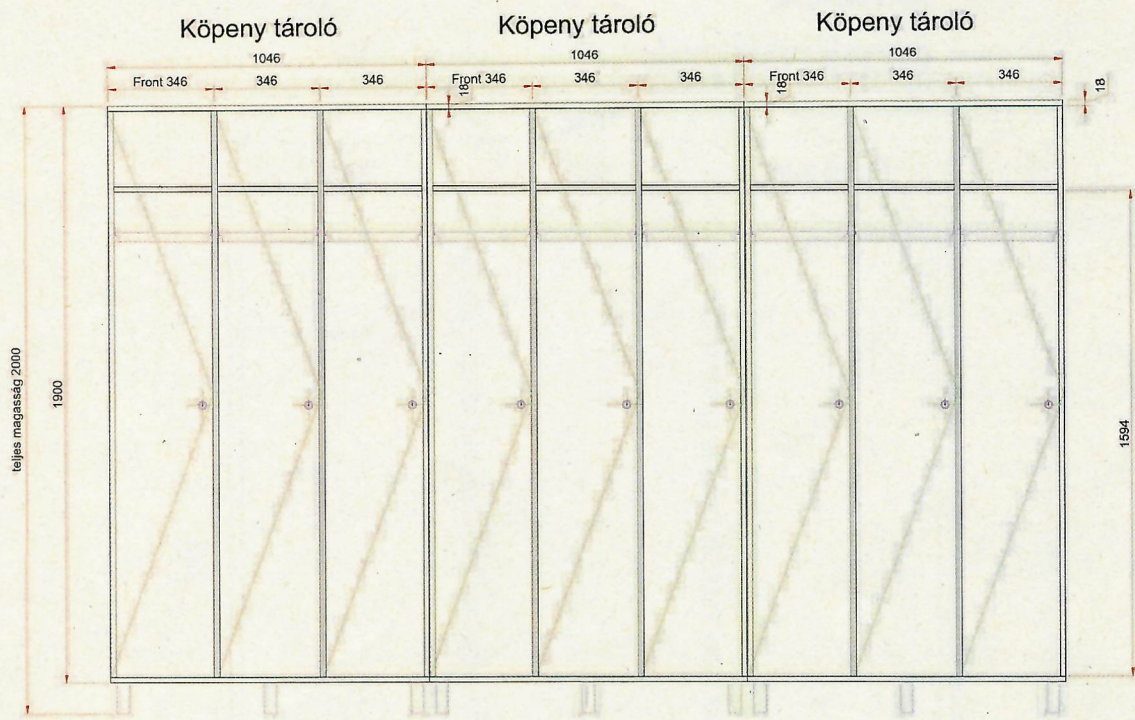 Köpeny tároló Köpeny tároló Köpeny tároló
1046 1046 1046
Front 346 346 346 Front 346 346 346 Front 346 346 346
18 18 18
teljes magasság 2000
1900
1594